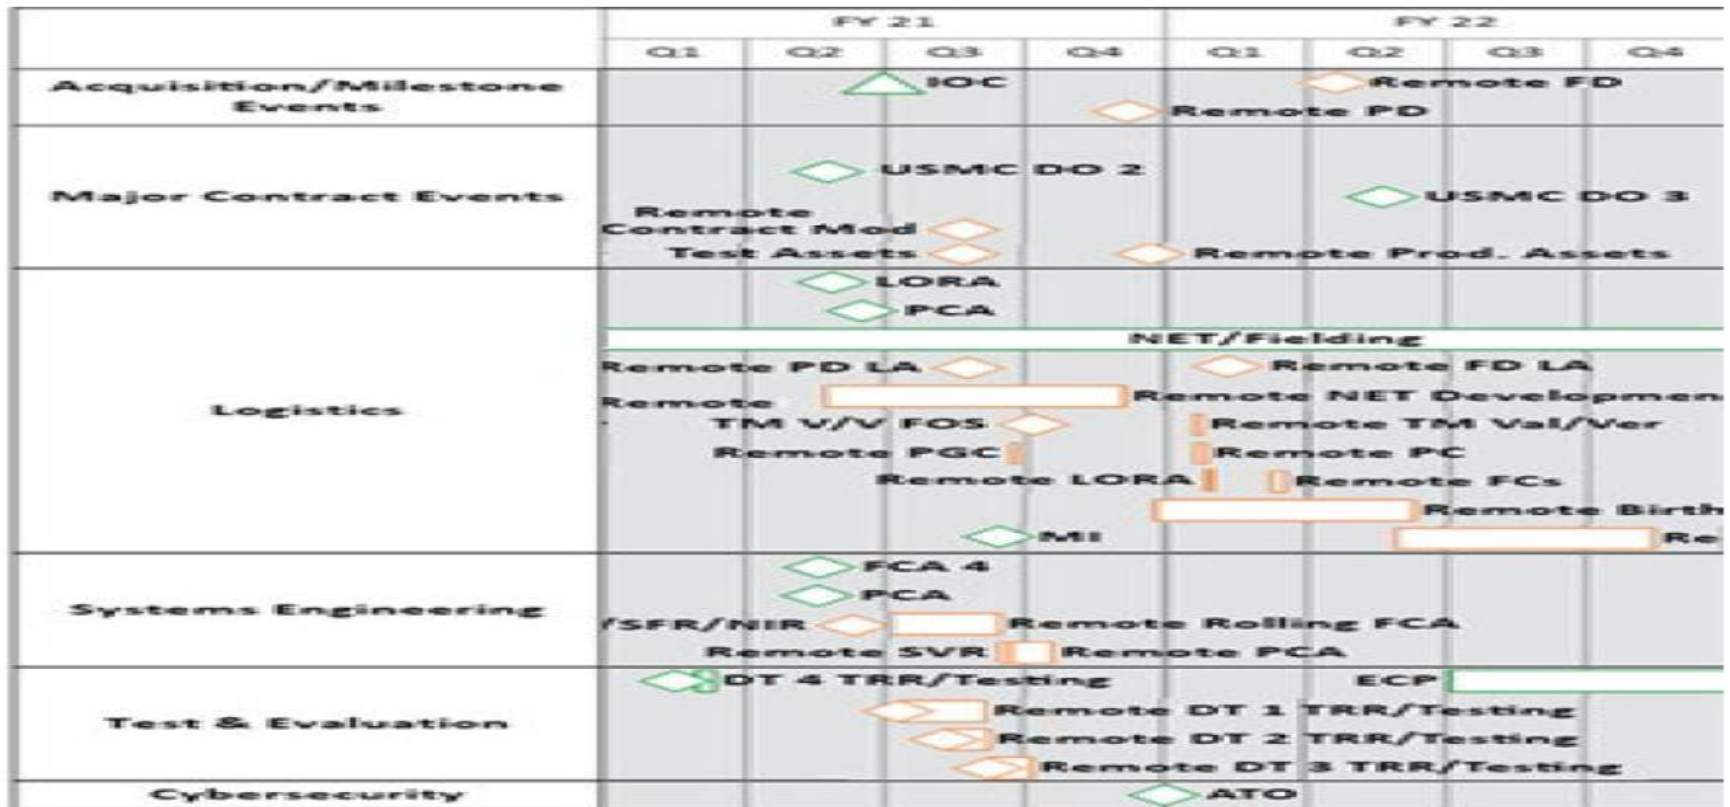 FY 21 FY 22
Q1 Q2 Q3 Q4 Q1 Q2 Q3 Q4
Acquisition/Milestone
Events
IOC
Remote FD
Remote PD
Major Contract Events
USMC DO 2
USMC DO 3
Remote
Contract Mod
Test Assets
Remote Prod. Assets
Logistics
LORA
PCA
NET/Fielding
Remote PD LA
Remote FD LA
Remote
Remote NET Developmen
TM V/V FOS
Remote TM Val/Ver
Remote PGC
Remote PC
Remote LORA
Remote FCs
Remote Birth
MI
Re
Systems Engineering
FCA 4
PCA
/SFR/NIR
Remote Rolling FCA
Remote SVR
Remote PCA
Test & Evaluation
DT 4 TRR/Testing
ECP
Remote DT 1 TRR/Testing
Remote DT 2 TRR/Testing
Remote DT 3 TRR/Testing
Cybersecurity
ATO